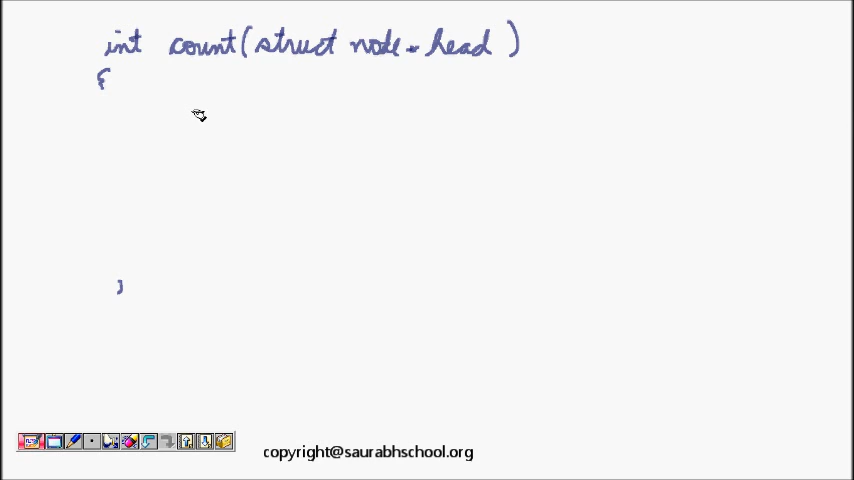 int count(struct node * head )
{
}
copyright@saurabhschool.org